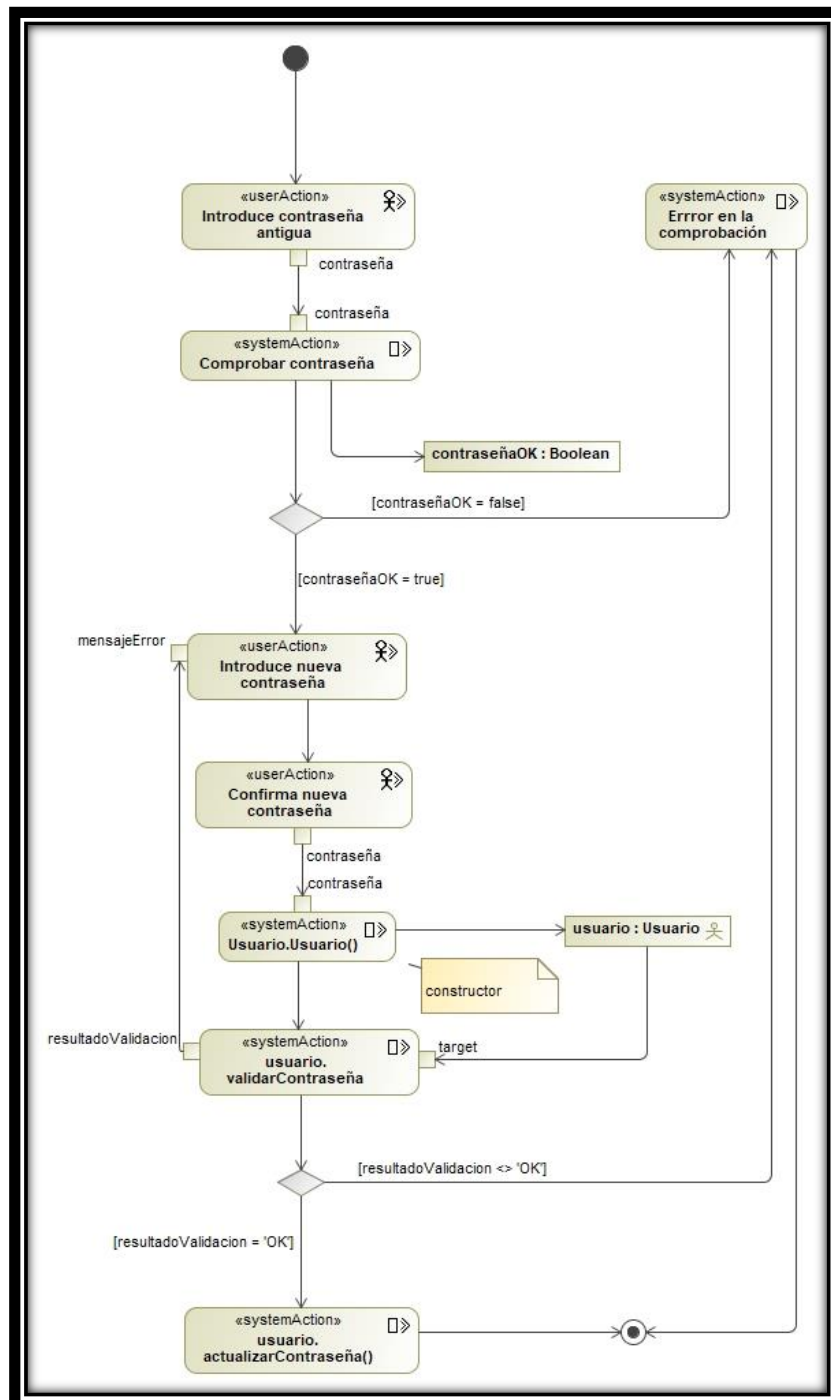 «userAction»
Introduce contraseña
antigua
«systemAction»
Errror en la
comprobación
contraseña
contraseña
«systemAction»
Comprobar contraseña
contraseñaOK : Boolean
[contraseñaOK = false]
[contraseñaOK = true]
mensajeError
«userAction»
Introduce nueva
contraseña
«userAction»
Confirma nueva
contraseña
contraseña
contraseña
«systemAction»
Usuario.Usuario()
usuario : Usuario
constructor
resultadoValidacion
«systemAction»
usuario.
validarContraseña
target
[resultadoValidacion <> 'OK']
[resultadoValidacion = 'OK']
«systemAction»
usuario.
actualizarContraseña()